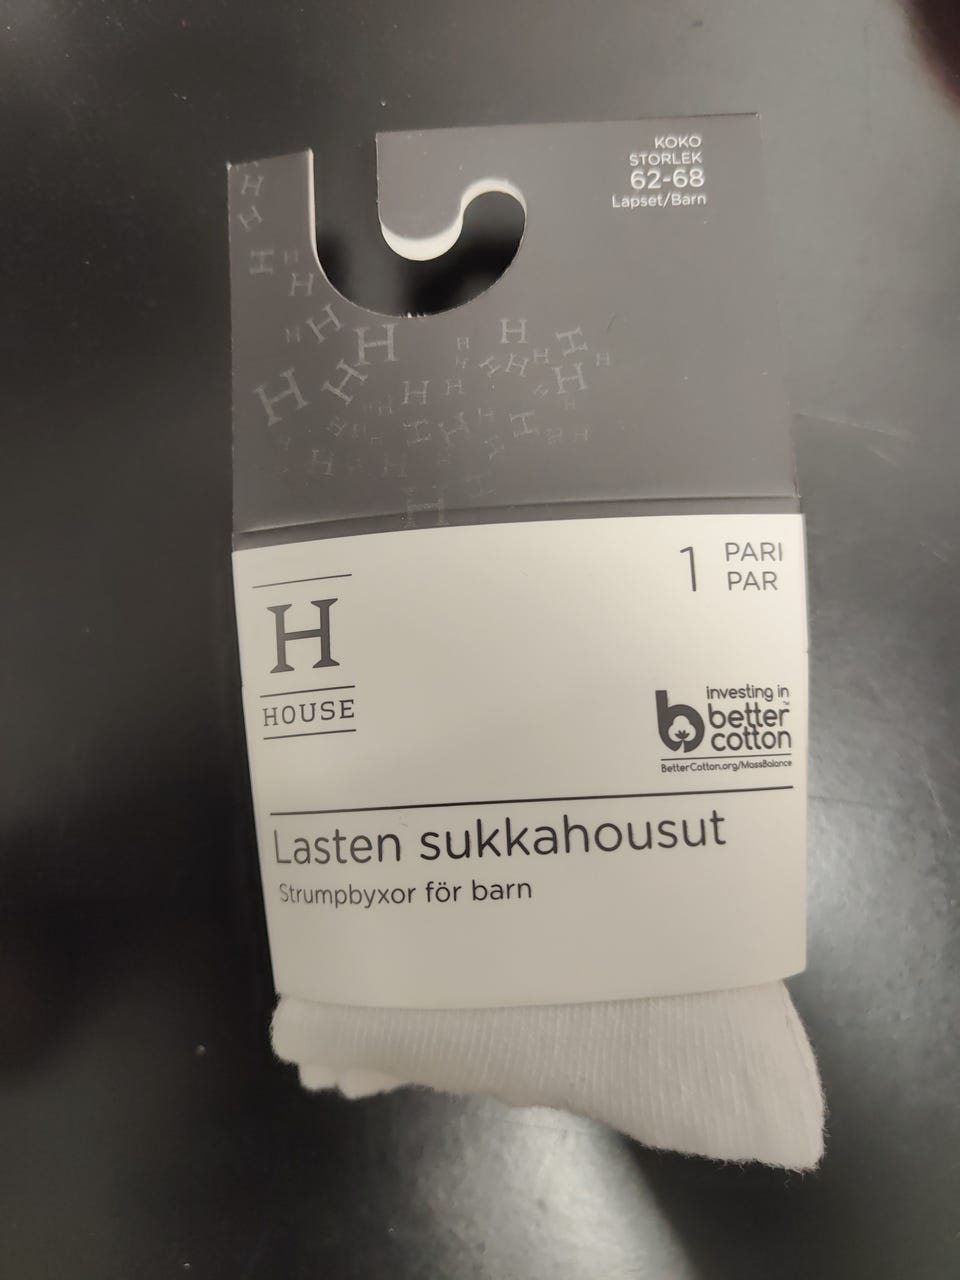 KOKO
STORLEK
62-68
Lapset/Barn
1 PARI
PAR
H
HOUSE
investing in
better™
cotton
BetterCotton.org/MassBalance
Lasten sukkahousut
Strumpbyxor för barn